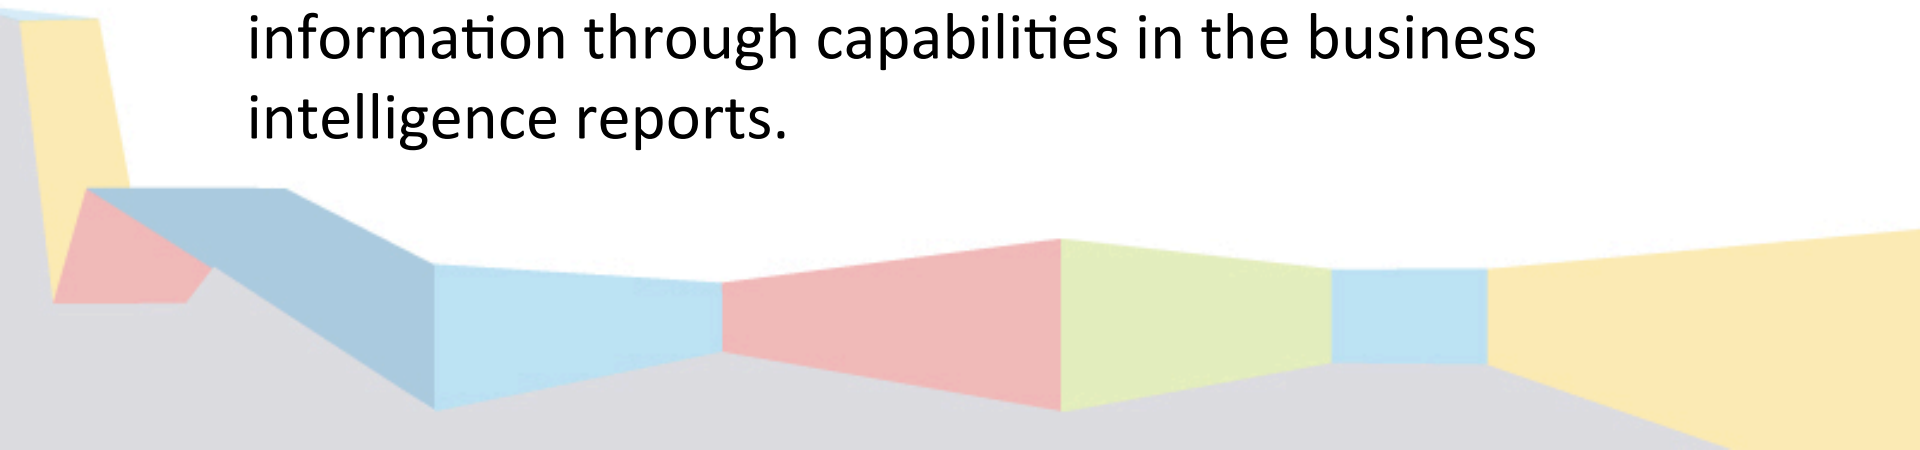 information through capabilities in the business
intelligence reports.